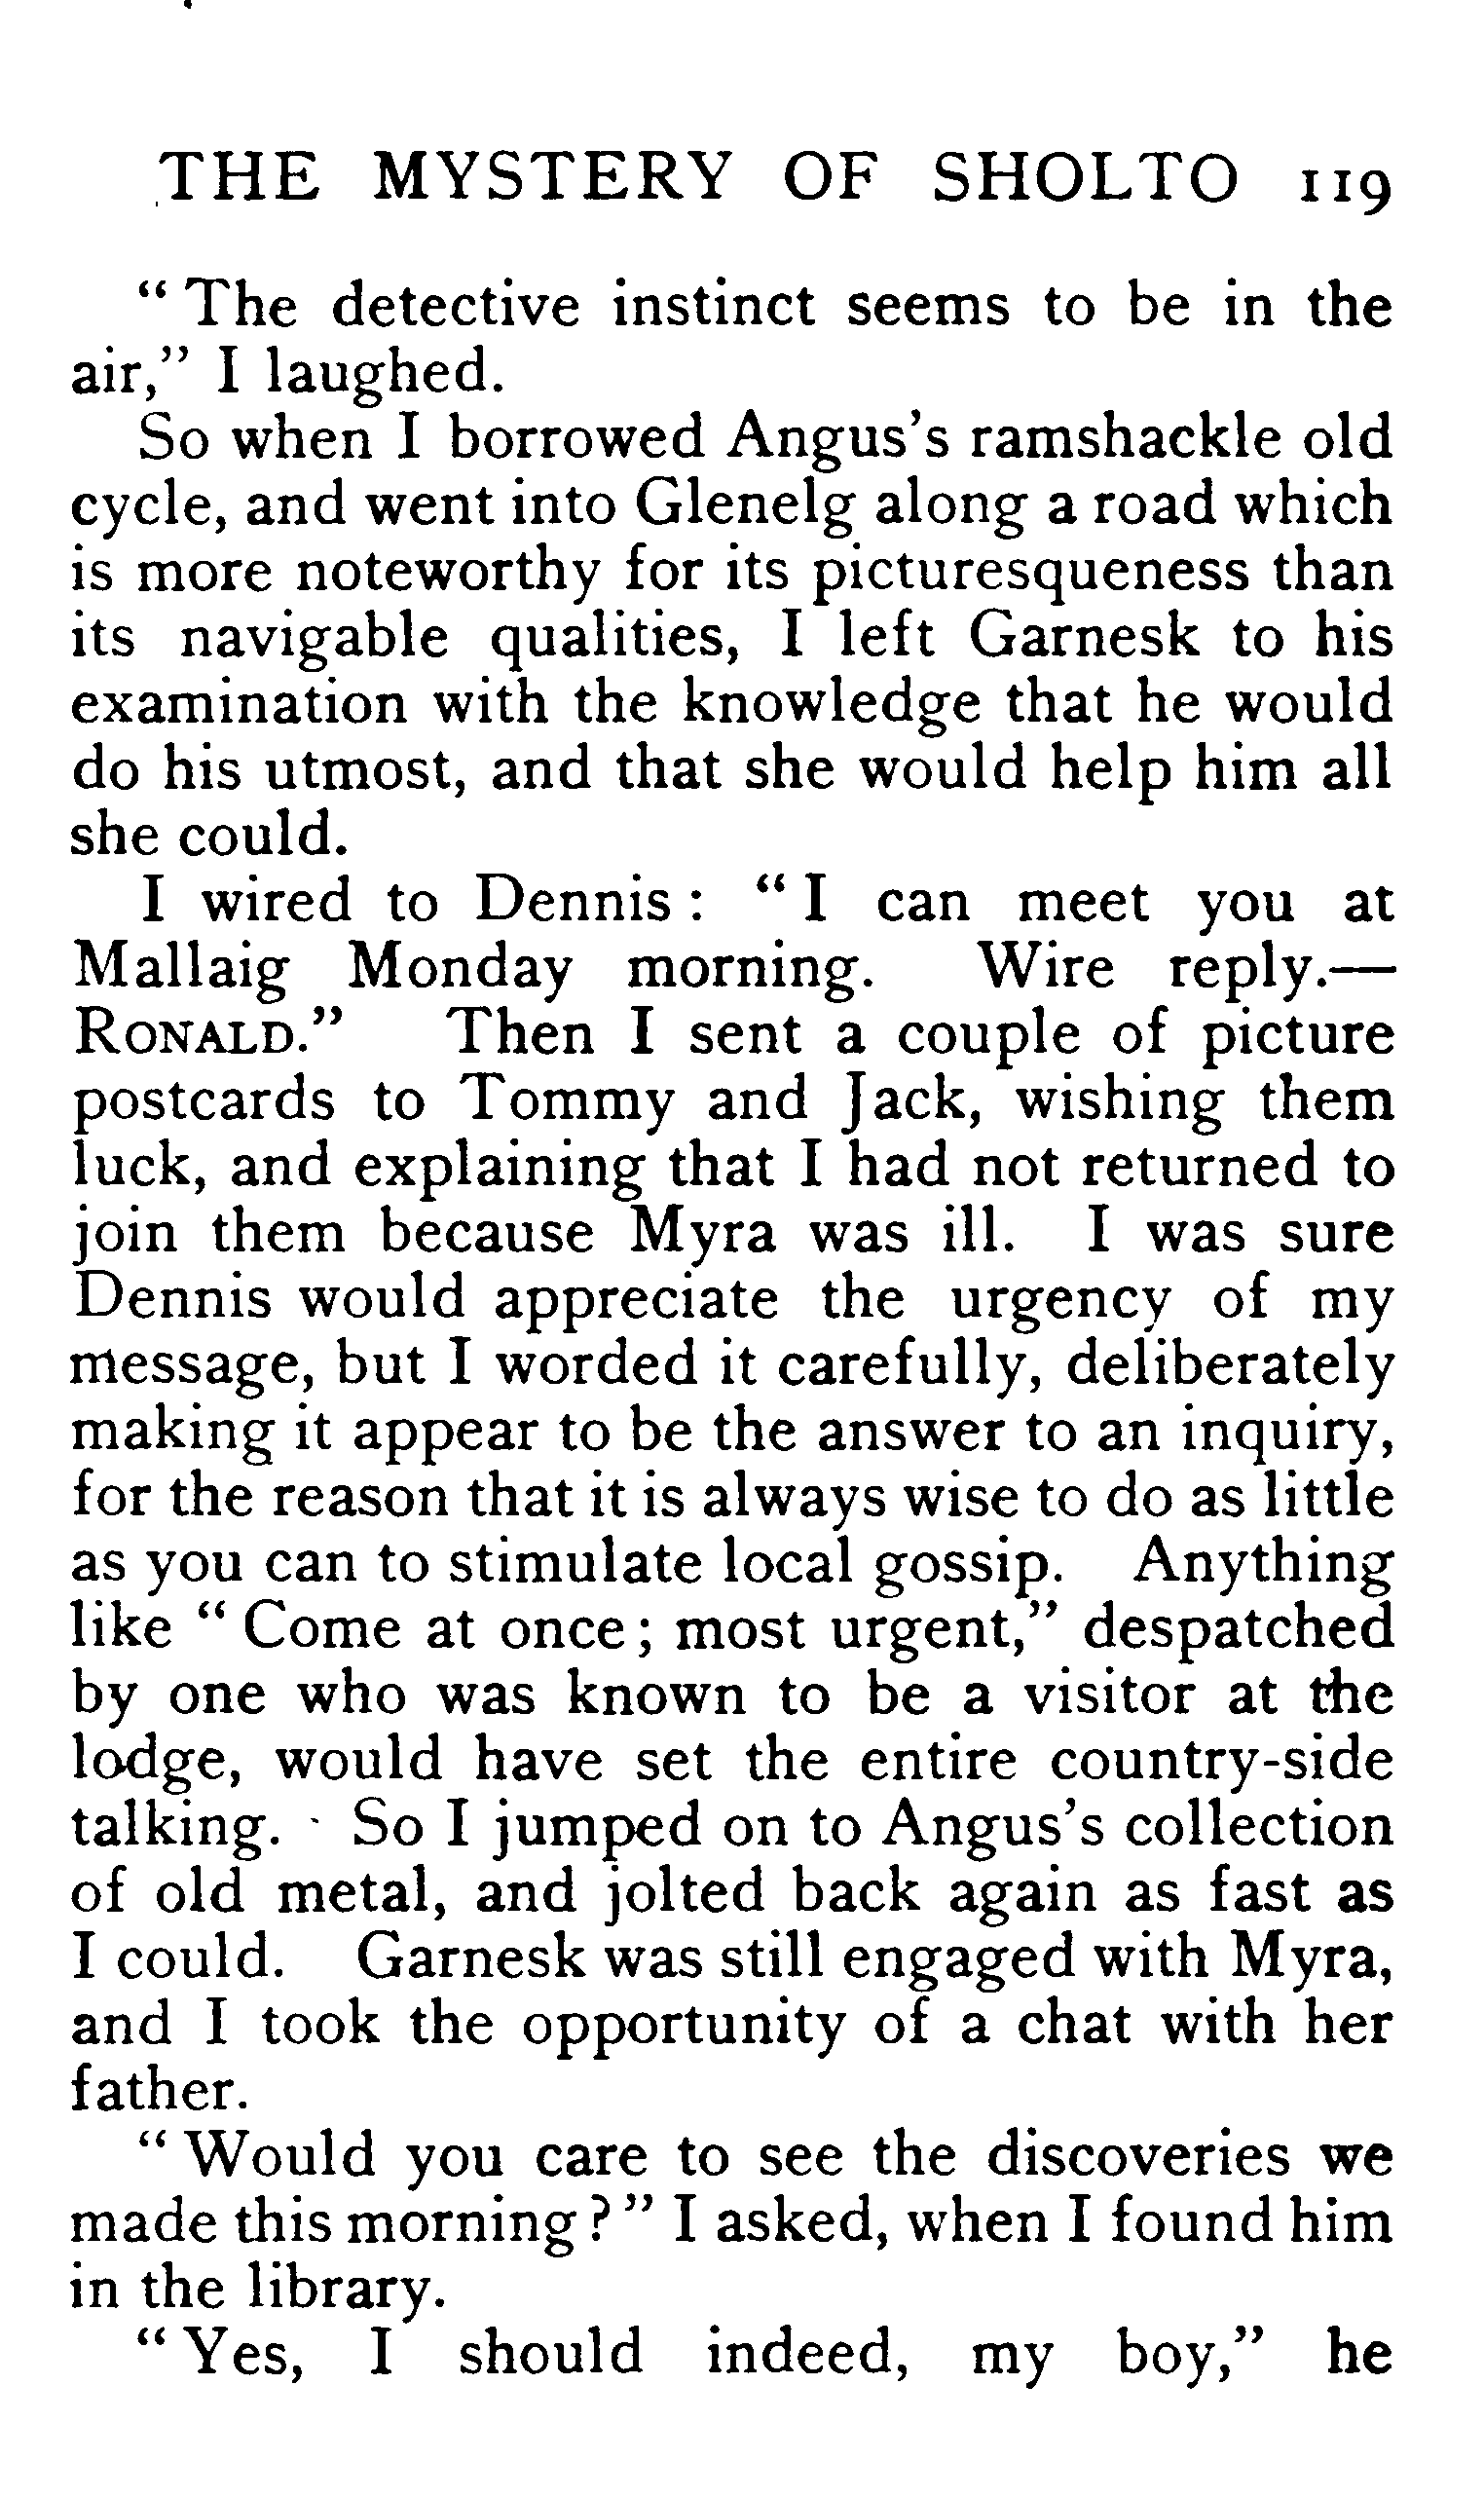 THE MYSTERY OF SHOLTO 119
“The detective instinct seems to be in the
air,” I laughed.
So when I borrowed Angus’s ramshackle old
cycle, and went into Glenelg along a road which
is more noteworthy for its picturesqueness than
its navigable qualities, I left Garnesk to his
examination with the knowledge that he would
do his utmost, and that she would help him all
she could.
I wired to Dennis: “I can meet you at
Mallaig Monday morning. Wire reply.—
RONALD.” Then I sent a couple of picture
postcards to Tommy and Jack, wishing them
luck, and explaining that I had not returned to
join them because Myra was ill. I was sure
Dennis would appreciate the urgency of my
message, but I worded it carefully, deliberately
making it appear to be the answer to an inquiry,
for the reason that it is always wise to do as little
as you can to stimulate local gossip. Anything
like “Come at once; most urgent,” despatched
by one who was known to be a visitor at the
lodge, would have set the entire country-side
talking. So I jumped on to Angus’s collection
of old metal, and jolted back again as fast as
I could. Garnesk was still engaged with Myra,
and I took the opportunity of a chat with her
father.
“Would you care to see the discoveries we
made this morning?” I asked, when I found him
in the library.
“Yes, I should indeed, my boy,” he